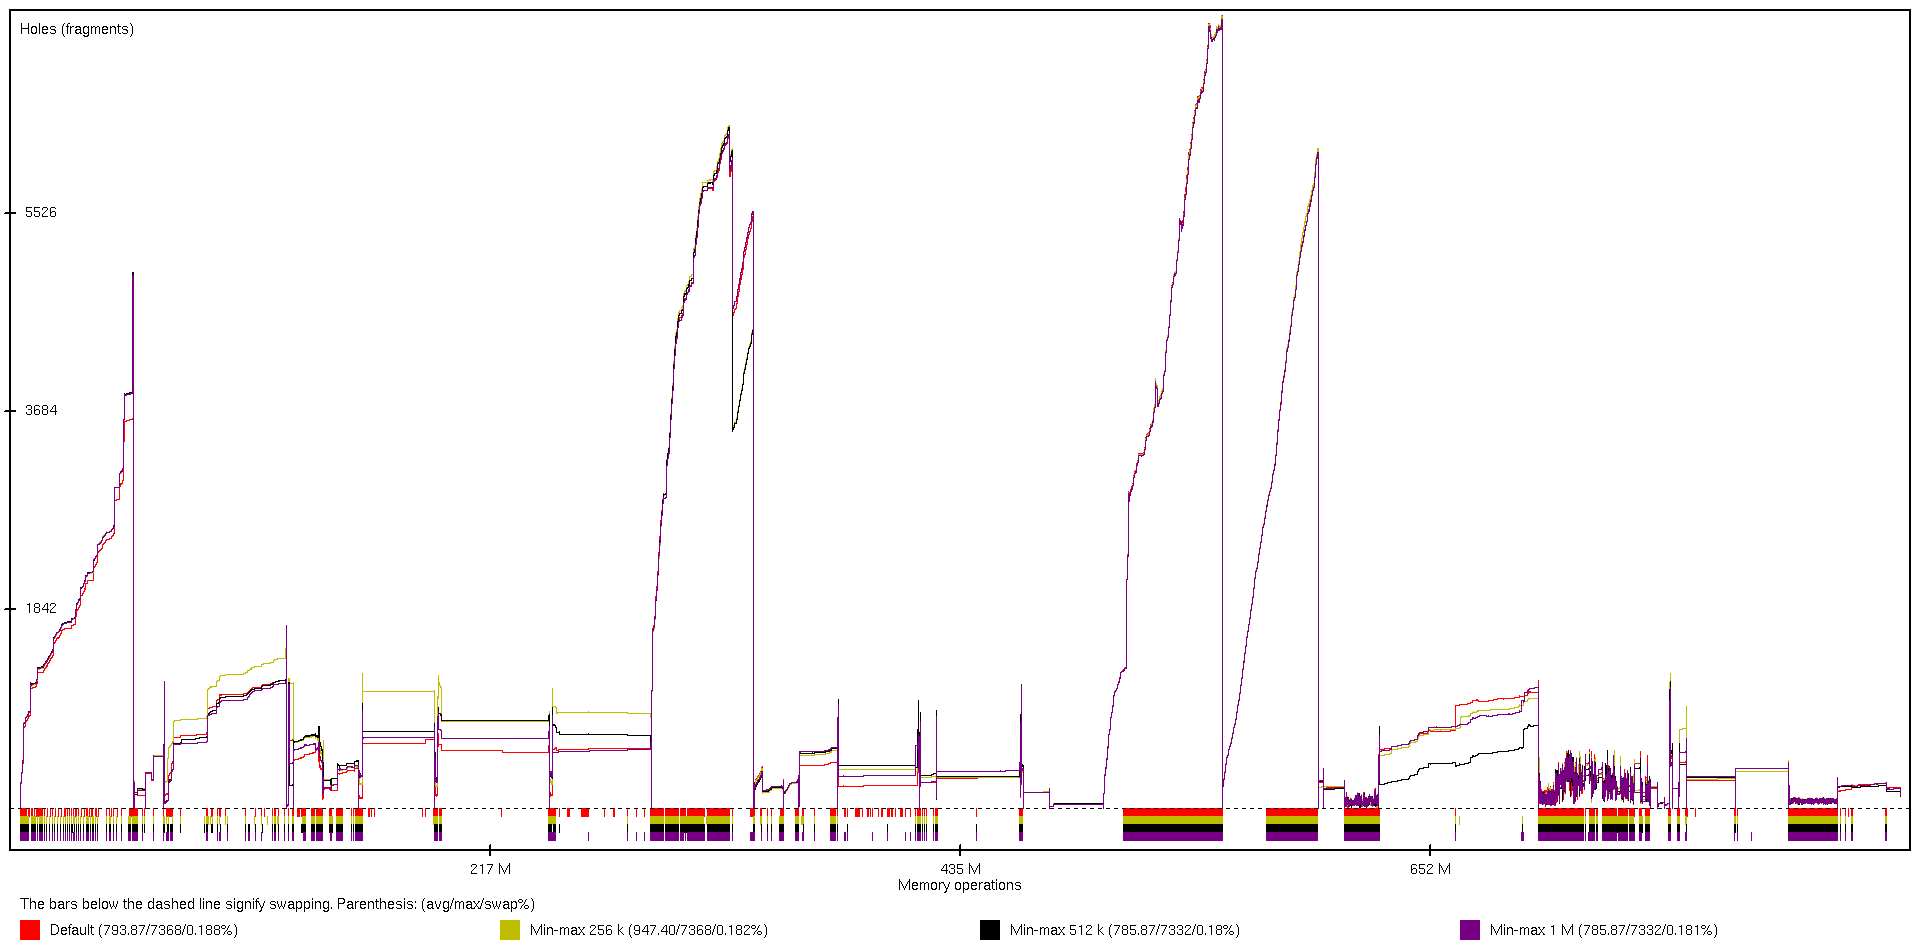 Holes (fragments)
5526
3684
1842
217 M
435 M
652 M
Memory operations
The bars below the dashed line signify swapping. Parenthesis: (avg/max/swap%)
Default (793.87/7368/0.188%)
Min-max 256 k (947.40/7368/0.182%)
Min-max 512 k (785.87/7332/0.18%)
Min-max 1 M (785.87/7332/0.181%)